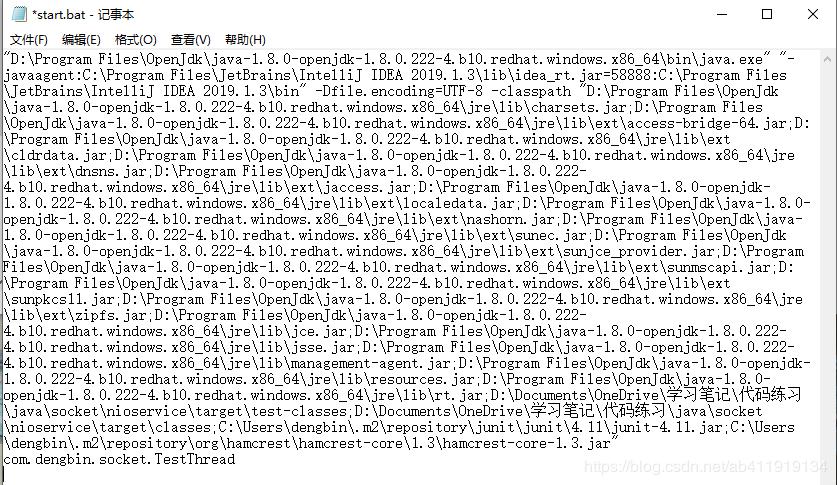 *start.bat - 记事本
文件(F) 编辑(E) 格式(O) 查看(V) 帮助(H)
"D:\Program Files\OpenJdk\java-1.8.0-openjdk-1.8.0.222-4.b10.redhat.windows.x86_64\bin\java.exe" "-
javaagent:C:\Program Files\JetBrains\IntelliJ IDEA 2019.1.3\lib\idea_rt.jar=58888:C:\Program Files
\JetBrains\IntelliJ IDEA 2019.1.3\bin" -Dfile.encoding=UTF-8 -classpath "D:\Program Files\OpenJdk
\java-1.8.0-openjdk-1.8.0.222-4.b10.redhat.windows.x86_64\jre\lib\charsets.jar;D:\Program Files
\OpenJdk\java-1.8.0-openjdk-1.8.0.222-4.b10.redhat.windows.x86_64\jre\lib\ext\access-bridge-64.jar;D:
\Program Files\OpenJdk\java-1.8.0-openjdk-1.8.0.222-4.b10.redhat.windows.x86_64\jre\lib\ext
\cldrdata.jar;D:\Program Files\OpenJdk\java-1.8.0-openjdk-1.8.0.222-4.b10.redhat.windows.x86_64\jre
\lib\ext\dnsns.jar;D:\Program Files\OpenJdk\java-1.8.0-openjdk-1.8.0.222-
4.b10.redhat.windows.x86_64\jre\lib\ext\jaccess.jar;D:\Program Files\OpenJdk\java-1.8.0-openjdk-
1.8.0.222-4.b10.redhat.windows.x86_64\jre\lib\ext\localedata.jar;D:\Program Files\OpenJdk\java-1.8.0-
openjdk-1.8.0.222-4.b10.redhat.windows.x86_64\jre\lib\ext\nashorn.jar;D:\Program Files\OpenJdk\java-
1.8.0-openjdk-1.8.0.222-4.b10.redhat.windows.x86_64\jre\lib\ext\sunec.jar;D:\Program Files\OpenJdk
\java-1.8.0-openjdk-1.8.0.222-4.b10.redhat.windows.x86_64\jre\lib\ext\sunjce_provider.jar;D:\Program
Files\OpenJdk\java-1.8.0-openjdk-1.8.0.222-4.b10.redhat.windows.x86_64\jre\lib\ext\sunmscapi.jar;D:
\Program Files\OpenJdk\java-1.8.0-openjdk-1.8.0.222-4.b10.redhat.windows.x86_64\jre\lib\ext
\sunpkcs11.jar;D:\Program Files\OpenJdk\java-1.8.0-openjdk-1.8.0.222-4.b10.redhat.windows.x86_64\jre
\lib\ext\zipfs.jar;D:\Program Files\OpenJdk\java-1.8.0-openjdk-1.8.0.222-
4.b10.redhat.windows.x86_64\jre\lib\jce.jar;D:\Program Files\OpenJdk\java-1.8.0-openjdk-1.8.0.222-
4.b10.redhat.windows.x86_64\jre\lib\jsse.jar;D:\Program Files\OpenJdk\java-1.8.0-openjdk-1.8.0.222-
4.b10.redhat.windows.x86_64\jre\lib\management-agent.jar;D:\Program Files\OpenJdk\java-1.8.0-openjdk-
1.8.0.222-4.b10.redhat.windows.x86_64\jre\lib\resources.jar;D:\Program Files\OpenJdk\java-1.8.0-
openjdk-1.8.0.222-4.b10.redhat.windows.x86_64\jre\lib\rt.jar;D:\Documents\OneDrive\学习笔记\代码练习
\java\socket\nioservice\target\test-classes;D:\Documents\OneDrive\学习笔记\代码练习\java\socket
\nioservice\target\classes;C:\Users\dengbin\.m2\repository\junit\junit\4.11\junit-4.11.jar;C:\Users
\dengbin\.m2\repository\org\hamcrest\hamcrest-core\1.3\hamcrest-core-1.3.jar"
com.dengbin.socket.TestThread
https://blog.csdn.net/ab411919134